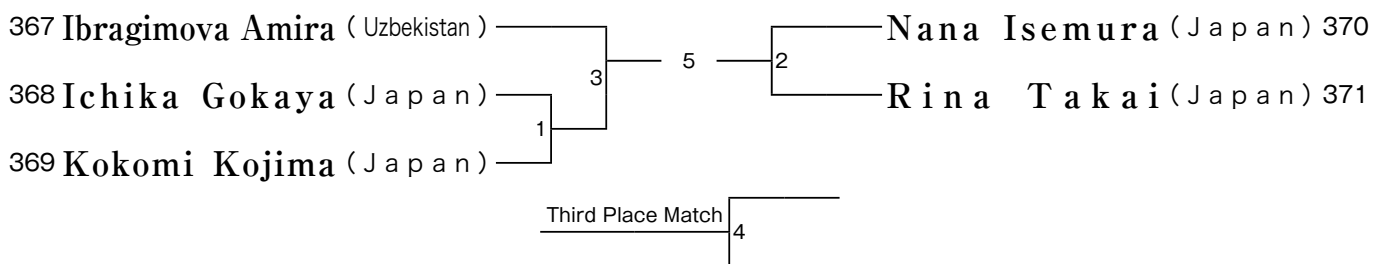 367 Ibragimova Amira (Uzbekistan)
368 Ichika Gokaya (Japan)
369 Kokomi Kojima (Japan)
3
1
5
2
Nana Isemura (Japan) 370
Rina Takai (Japan) 371
Third Place Match
4